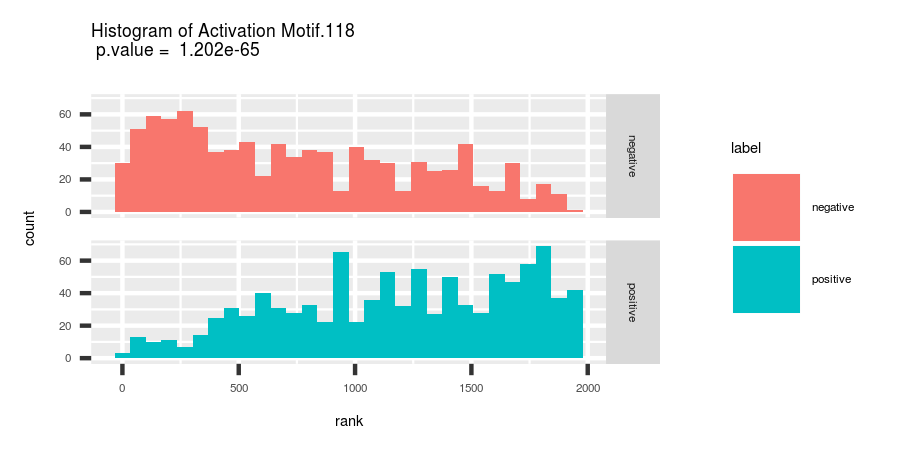 Histogram of Activation Motif.118
p.value = 1.202e-65
60
40
20
0
negative
60
40
20
0
positive
0
500
1000
1500
2000
rank
count
label
negative
positive